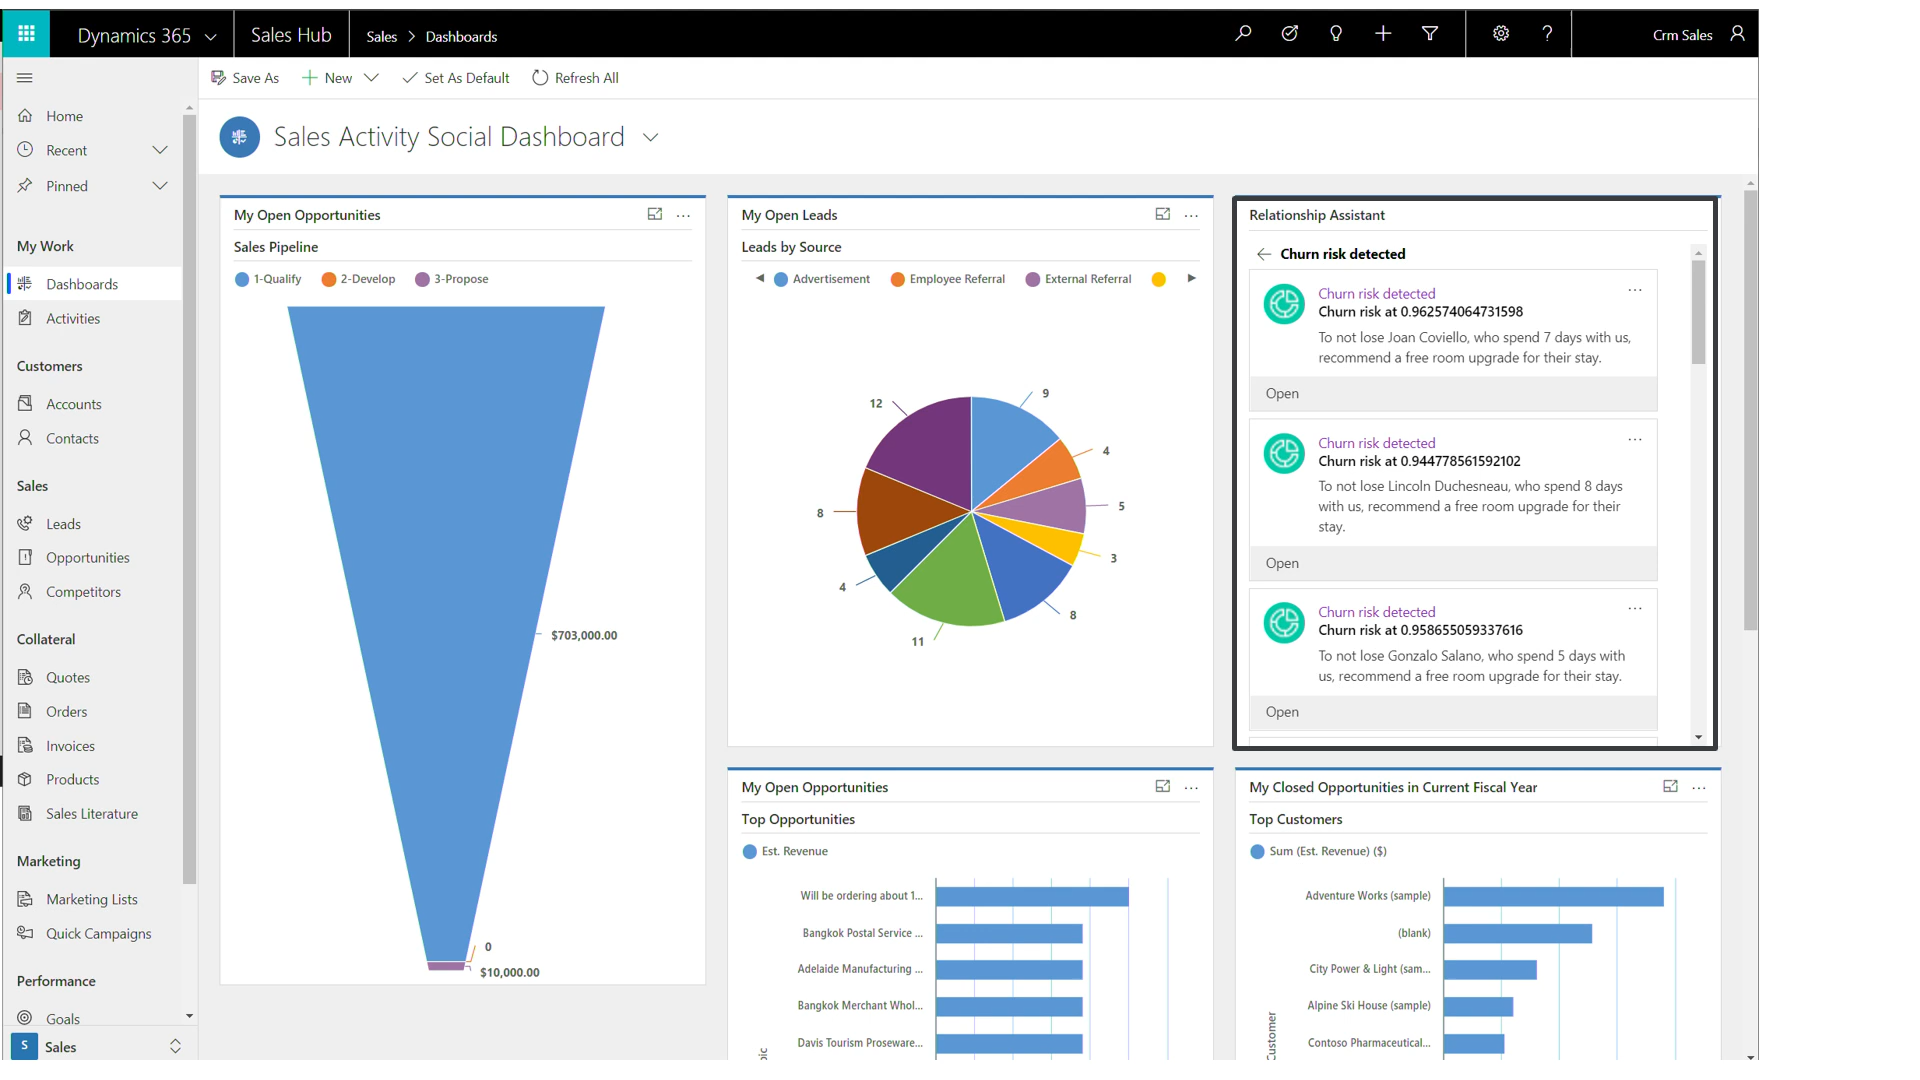 Dynamics 365
Sales Hub
Sales > Dashboards
?
Crm Sales
Save As
New
Set As Default
Refresh All
Home
Recent
Pinned
My Work
Dashboards
Activities
Customers
Accounts
Contacts
Sales
Leads
Opportunities
Competitors
Collateral
Quotes
Orders
Invoices
Products
Sales Literature
Marketing
Marketing Lists
Quick Campaigns
Performance
Goals
S
Sales
Sales Activity Social Dashboard
My Open Opportunities
...
Sales Pipeline
1-Qualify
2-Develop
3-Propose
$703,000.00
0
$10,000.00
My Open Leads
...
Leads by Source
Advertisement
Employee Referral
External Referral
9
4
5
3
8
11
4
8
12
Relationship Assistant
Churn risk detected
Churn risk detected
...
Churn risk at 0.962574064731598
To not lose Joan Coviello, who spend 7 days with us,
recommend a free room upgrade for their stay.
Open
Churn risk detected
...
Churn risk at 0.944778561592102
To not lose Lincoln Duchesneau, who spend 8 days
with us, recommend a free room upgrade for their
stay.
Open
Churn risk detected
...
Churn risk at 0.958655059337616
To not lose Gonzalo Salano, who spend 5 days with
us, recommend a free room upgrade for their stay.
Open
My Open Opportunities
...
Top Opportunities
Est. Revenue
Will be ordering about 1...
Bangkok Postal Service ...
Adelaide Manufacturing ...
Bangkok Merchant Whol...
Davis Tourism Proseware...
My Closed Opportunities in Current Fiscal Year
...
Top Customers
Sum (Est. Revenue) ($)
Adventure Works (sample)
(blank)
City Power & Light (sam...
Alpine Ski House (sample)
Contoso Pharmaceutical...
Customer